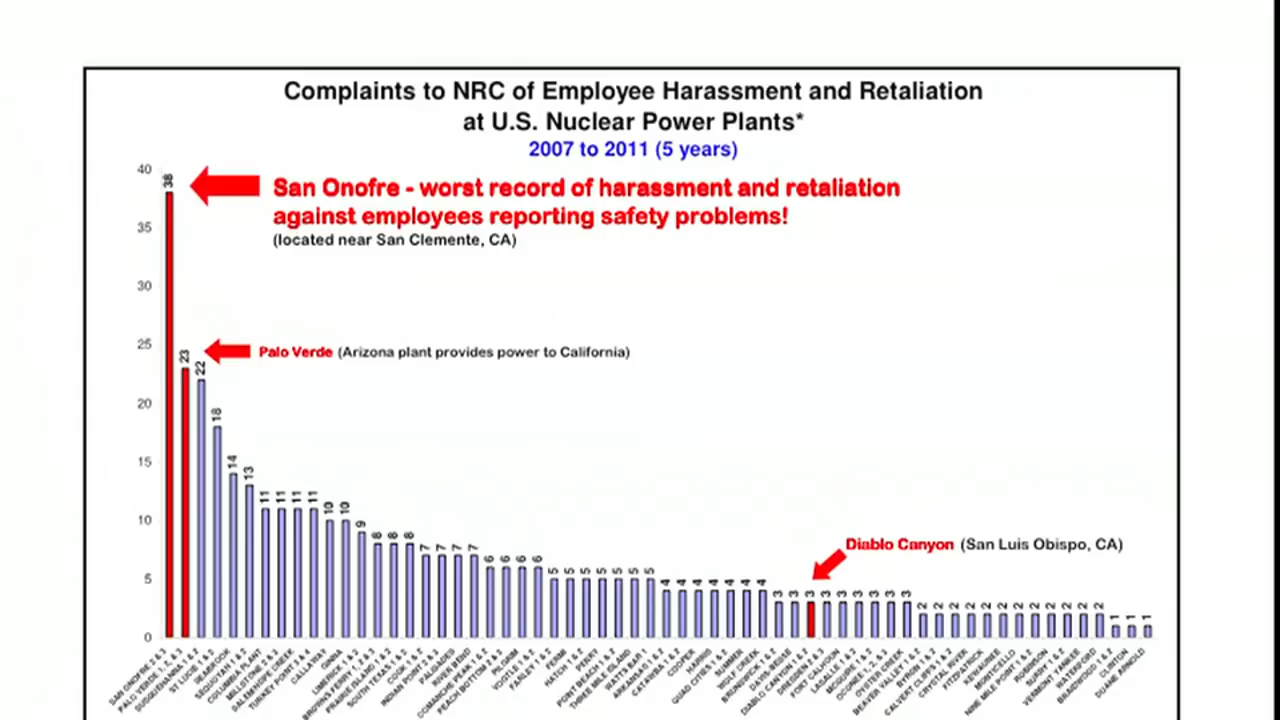 Complaints to NRC of Employee Harassment and Retaliation
at U.S. Nuclear Power Plants*
2007 to 2011 (5 years)
San Onofre - worst record of harassment and retaliation
against employees reporting safety problems!
(located near San Clemente, CA)
Palo Verde (Arizona plant provides power to California)
Diablo Canyon (San Luis Obispo, CA)
40
35
30
25
20
15
10
5
0
38 23 22 18 14 13 11 11 11 11 10 10 9 8 8 8 7 7 7 7 6 6 6 6 5 5 5 5 5 5 5 4 4 4 4 4 4 4 3 3 3 3 3 3 3 3 3 2 2 2 2 2 2 2 2 2 2 2 2 1 1 1
SAN ONOFRE 2 & 3
PALO VERDE 1, 2, & 3
SUSQUEHANNA 1 & 2
ST LUCIE 1 & 2
SEABROOK
SEQUOYAH 1 & 2
COLUMBIA PLANT
MILLSTONE 2 & 3
SALEM/HOPE CREEK
TURKEY POINT 3 & 4
CALLAWAY
GINNA
LIMERICK 1 & 2
BROWNS FERRY 1, 2, & 3
PRAIRIE ISLAND 1 & 2
SOUTH TEXAS 1 & 2
COOK 1 & 2
INDIAN POINT 2 & 3
PALISADES
RIVER BEND
COMANCHE PEAK 1 & 2
PEACH BOTTOM 2 & 3
PILGRIM
VOGTLE 1 & 2
FARLEY 1 & 2
FERMI
HATCH 1 & 2
PERRY
POINT BEACH 1 & 2
THREE MILE ISLAND
WATTS BAR 1
ARKANSAS 1 & 2
CATAWBA 1 & 2
COOPER
HARRIS
QUAD CITIES 1 & 2
SUMMER
WOLF CREEK
BRUNSWICK 1 & 2
DAVIS-BESSE
DIABLO CANYON 1 & 2
DRESDEN 2 & 3
FORT CALHOUN
LASALLE 1 & 2
MCGUIRE 1 & 2
OCONEE 1, 2, & 3
OYSTER CREEK
BEAVER VALLEY 1 & 2
BYRON 1 & 2
CALVERT CLIFFS 1 & 2
CRYSTAL RIVER
FITZPATRICK
KEWAUNEE
MONTICELLO
NINE MILE POINT 1 & 2
ROBINSON
SURRY 1 & 2
VERMONT YANKEE
WATERFORD
BRAIDWOOD 1 & 2
CLINTON
DUANE ARNOLD